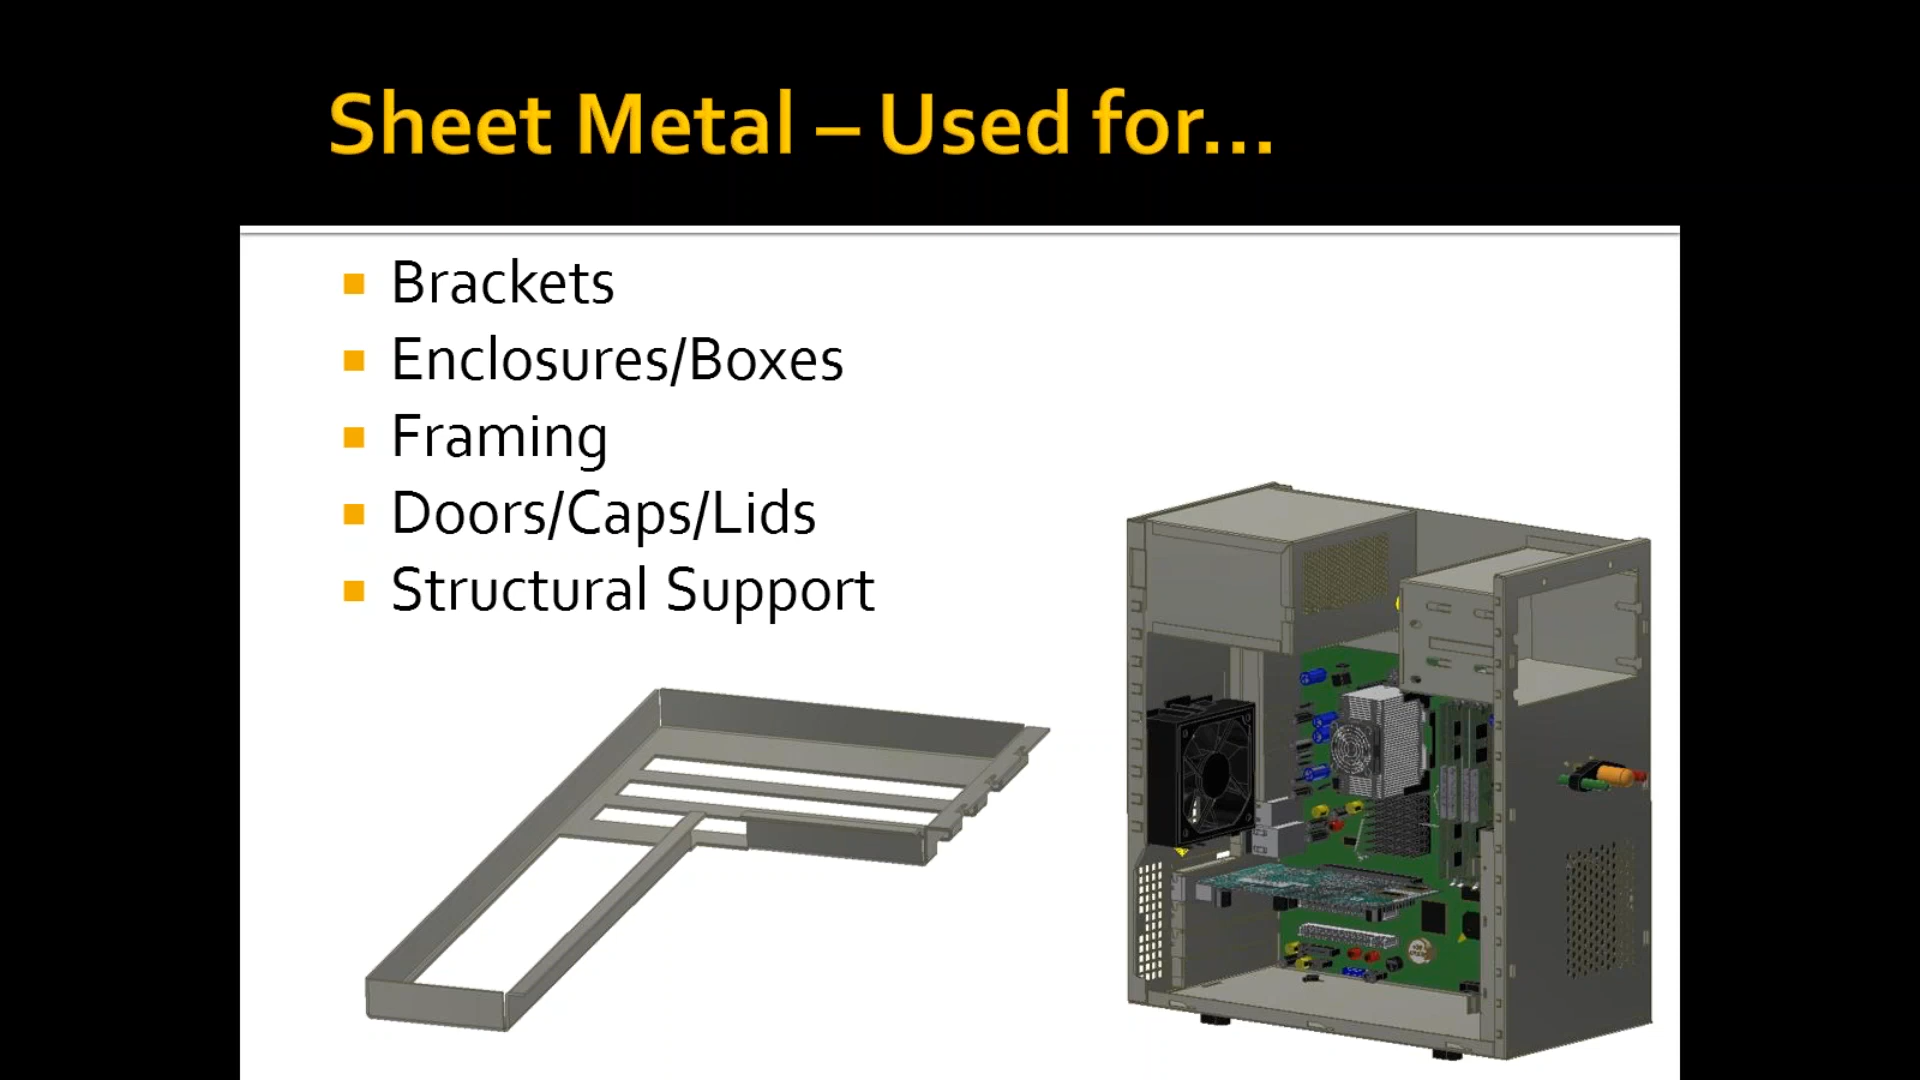 Sheet Metal – Used for...
Brackets
Enclosures/Boxes
Framing
Doors/Caps/Lids
Structural Support